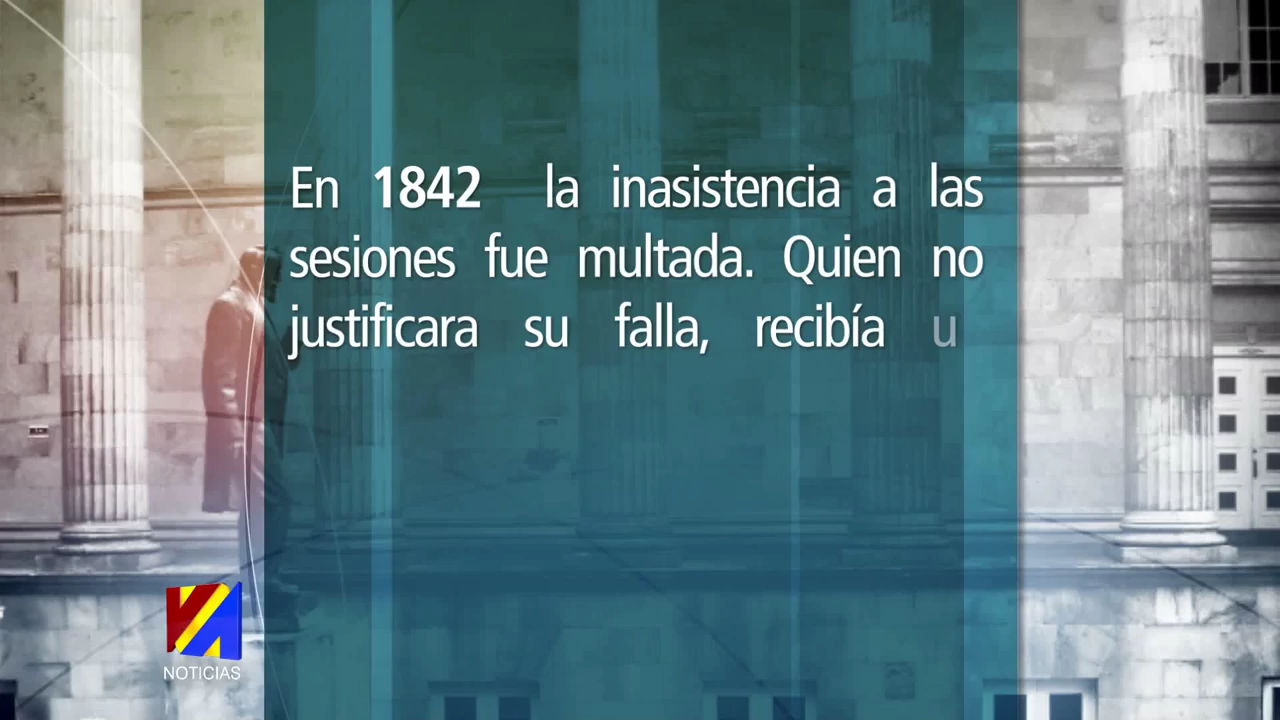 En 1842 la inasistencia a las
sesiones fue multada. Quien no
justificara su falla, recibía u
NOTICIAS